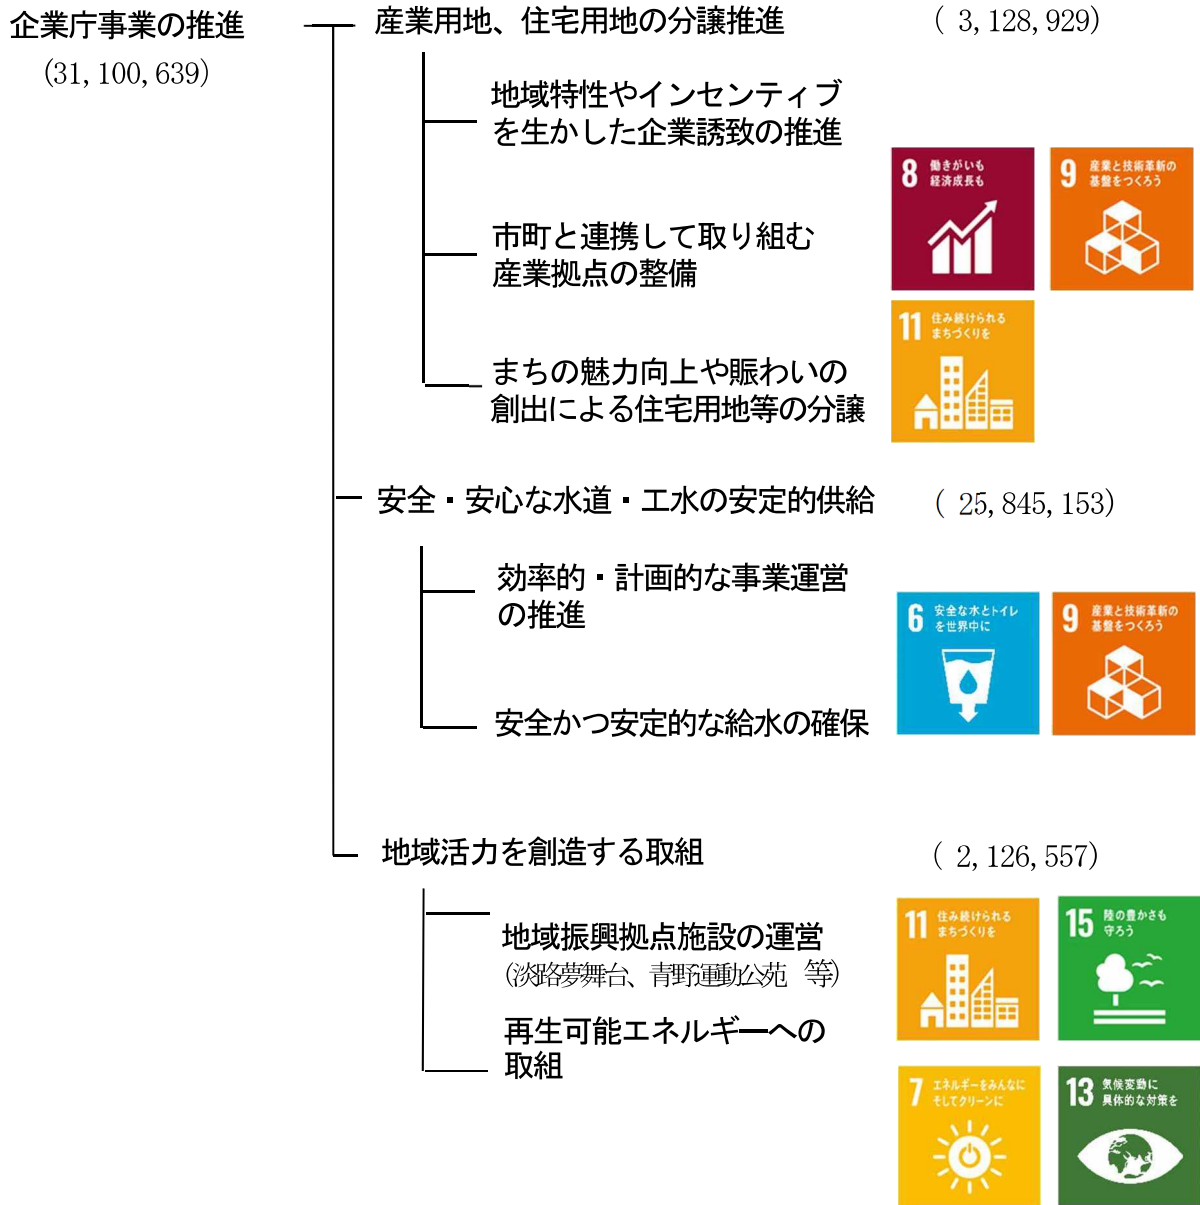 企業庁事業の推進
(31,100,639)
産業用地、住宅用地の分譲推進
( 3,128,929)
地域特性やインセンティブ
を生かした企業誘致の推進
市町と連携して取り組む
産業拠点の整備
まちの魅力向上や賑わいの
創出による住宅用地等の分譲
8 働きがいも
経済成長も
9 産業と技術革新の
基盤をつくろう
11 住み続けられる
まちづくりを
安全・安心な水道・工水の安定的供給
( 25,845,153)
効率的・計画的な事業運営
の推進
安全かつ安定的な給水の確保
6 安全な水とトイレ
を世界中に
9 産業と技術革新の
基盤をつくろう
地域活力を創造する取組
( 2,126,557)
地域振興拠点施設の運営
(淡路夢舞台、青野運動公苑 等)
再生可能エネルギーへの
取組
11 住み続けられる
まちづくりを
15 陸の豊かさも
守ろう
7 エネルギーをみんなに
そしてクリーンに
13 気候変動に
具体的な対策を